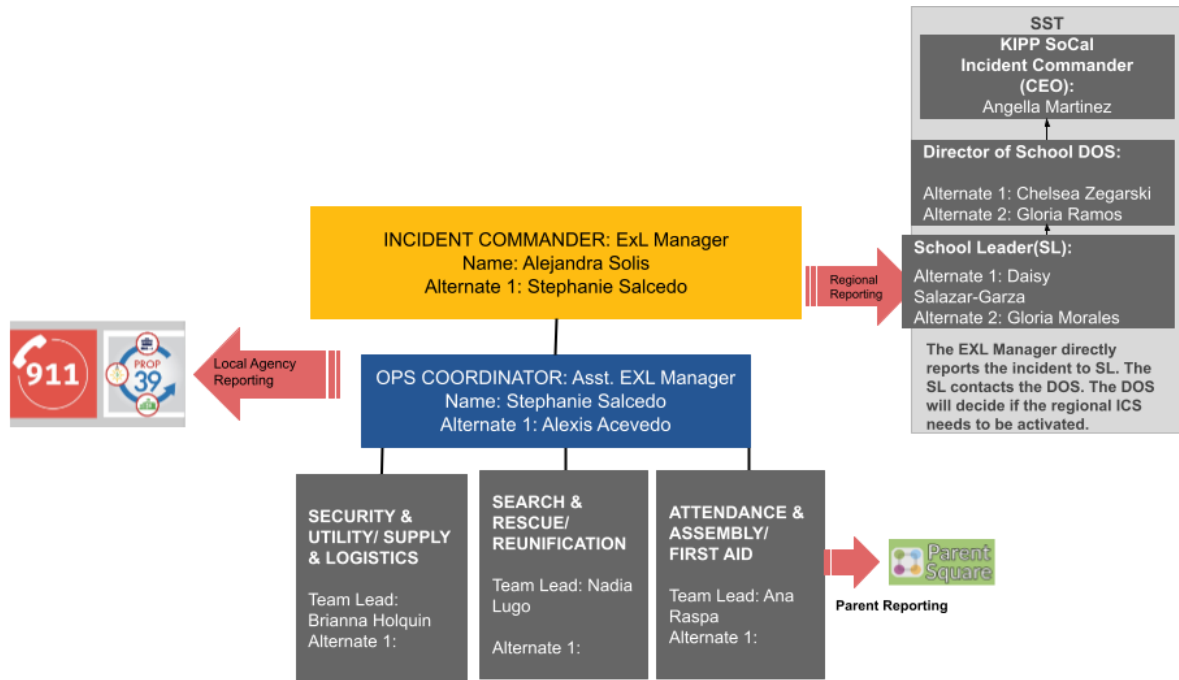 SST
KIPP SoCal
Incident Commander
(CEO):
Angella Martinez
Director of School DOS:
Alternate 1: Chelsea Zegarski
Alternate 2: Gloria Ramos
School Leader(SL):
Alternate 1: Daisy
Salazar-Garza
Alternate 2: Gloria Morales
The EXL Manager directly
reports the incident to SL. The
SL contacts the DOS. The DOS
will decide if the regional ICS
needs to be activated.
INCIDENT COMMANDER: ExL Manager
Name: Alejandra Solis
Alternate 1: Stephanie Salcedo
Regional
Reporting
911
PROP
39
Local Agency
Reporting
OPS COORDINATOR: Asst. EXL Manager
Name: Stephanie Salcedo
Alternate 1: Alexis Acevedo
SECURITY &
UTILITY/ SUPPLY
& LOGISTICS
Team Lead:
Brianna Holquin
Alternate 1:
SEARCH &
RESCUE/
REUNIFICATION
Team Lead: Nadia
Lugo
Alternate 1:
ATTENDANCE &
ASSEMBLY/
FIRST AID
Team Lead: Ana
Raspa
Alternate 1:
Parent
Square
Parent Reporting